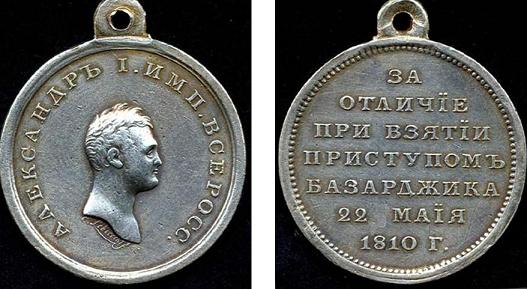 АЛЕКСАНДРЪ I. ИМП. ВСЕРОСС.
ЗА
ОТЛИЧІЕ
ПРИ ВЗЯТІИ
ПРИСТУПОМЪ
БАЗАРДЖИКА
22 МАІЯ
1810 Г.